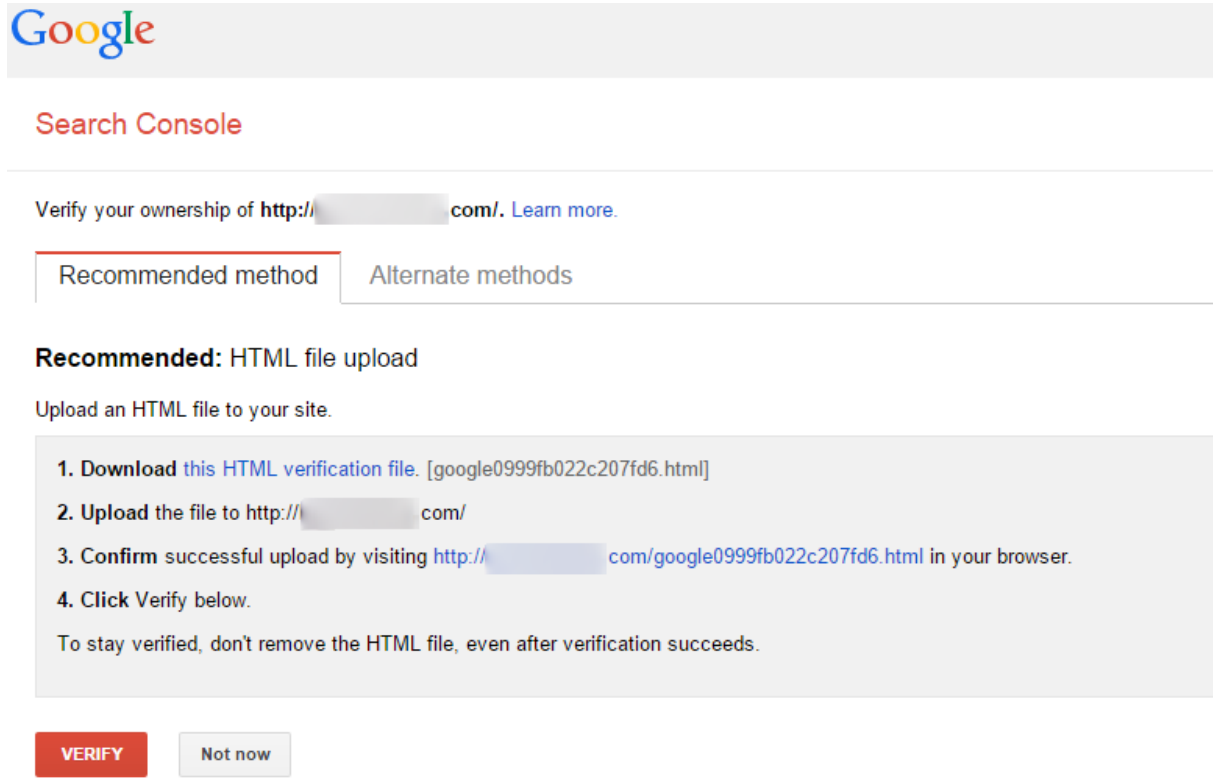 Google
Search Console
Verify your ownership of http:// .com/. Learn more.
Recommended method Alternate methods
Recommended: HTML file upload
Upload an HTML file to your site.
1. Download this HTML verification file. [google0999fb022c207fd6.html]
2. Upload the file to http:// com/
3. Confirm successful upload by visiting http:// com/google0999fb022c207fd6.html in your browser.
4. Click Verify below.
To stay verified, don't remove the HTML file, even after verification succeeds.
VERIFY Not now